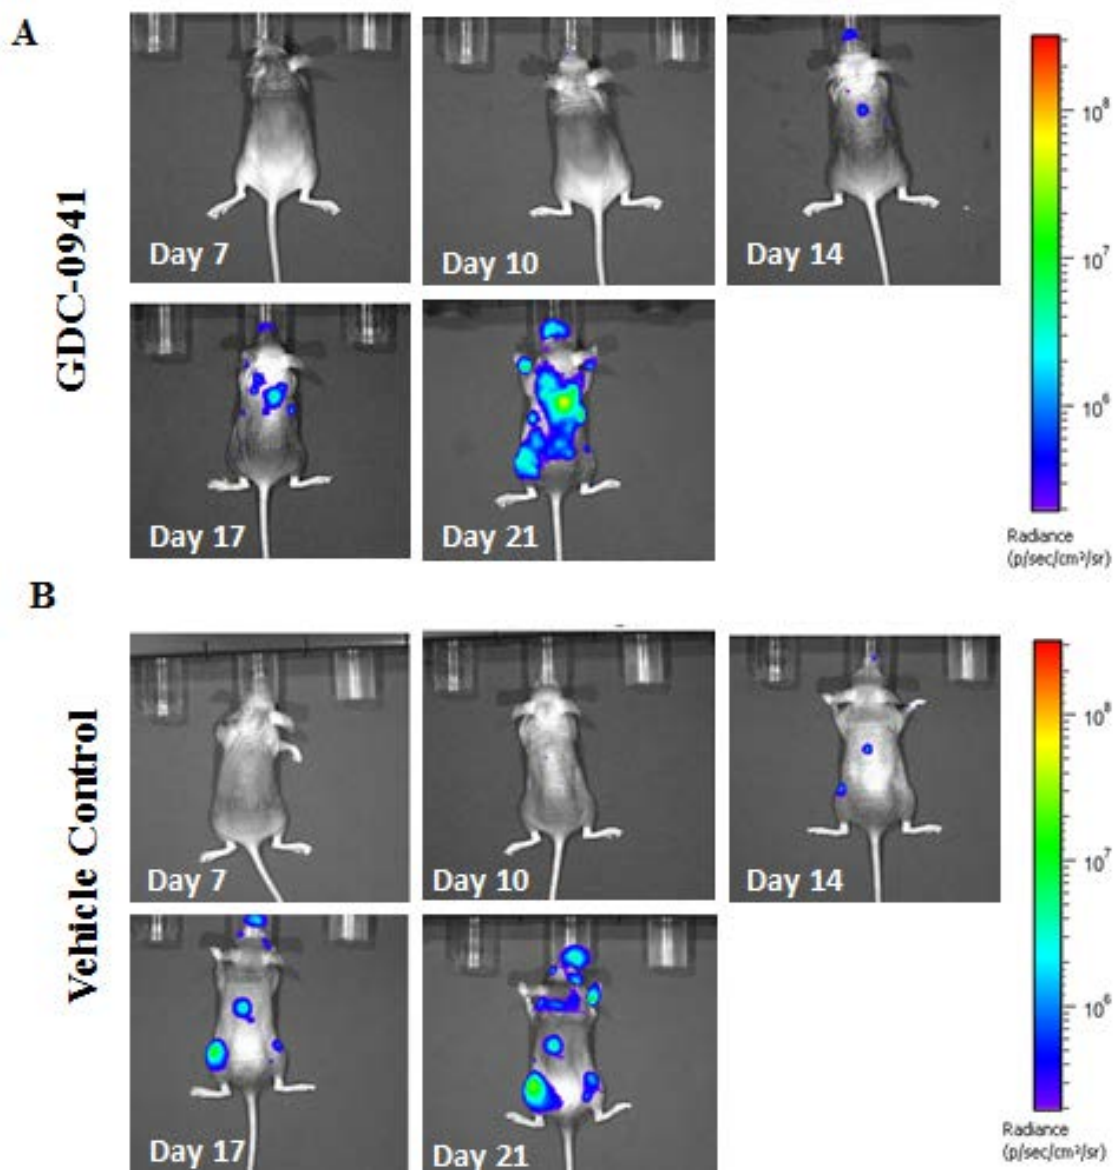 A
GDC-0941
Day 7
Day 10
Day 14
Day 17
Day 21
10⁸
10⁷
10⁶
Radiance
(p/sec/cm²/sr)
B
Vehicle Control
Day 7
Day 10
Day 14
Day 17
Day 21
10⁸
10⁷
10⁶
Radiance
(p/sec/cm²/sr)